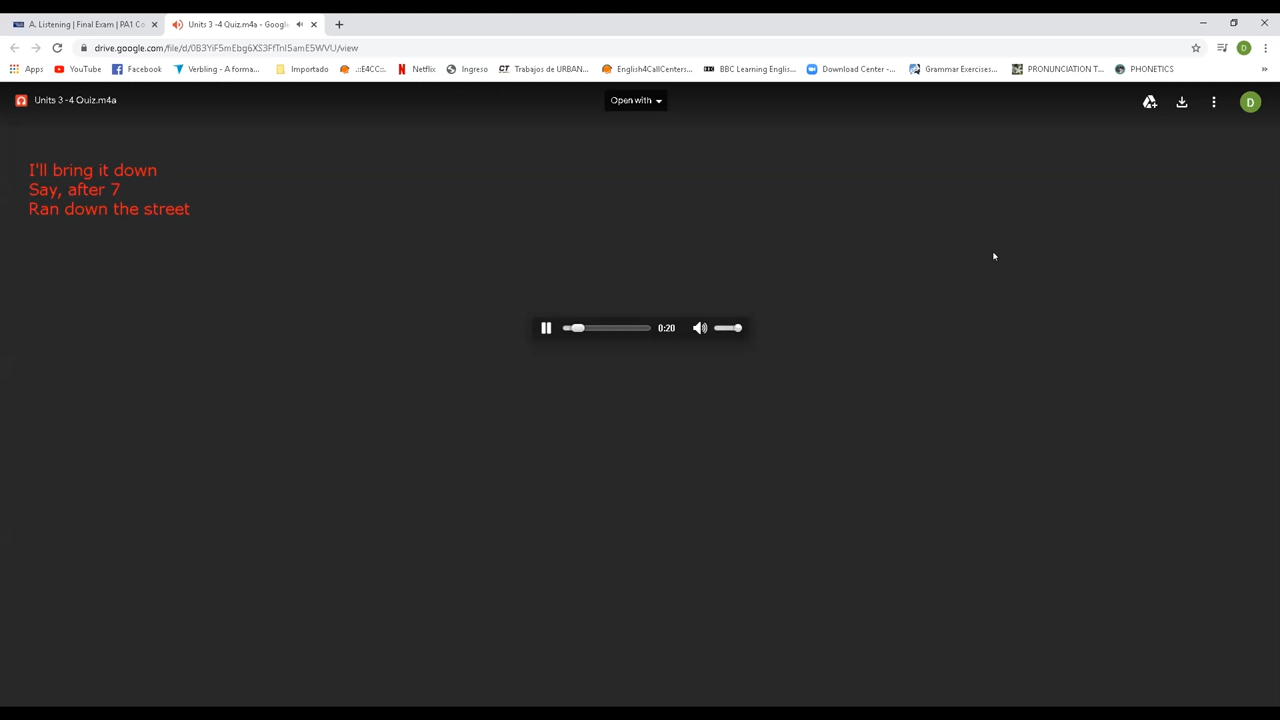 A. Listening | Final Exam | PA1 Co
Units 3 -4 Quiz.m4a - Google
drive.google.com/file/d/0B3YiF5mEbg6XS3FfTnI5amE5WVU/view
Apps
YouTube
Facebook
Verbling - A forma...
Importado
.::E4CC::.
Netflix
Ingreso
CT Trabajos de URBAN...
English4CallCenters...
BBC Learning Englis...
Download Center -...
Grammar Exercises...
PRONUNCIATION T...
PHONETICS
»
Units 3 -4 Quiz.m4a
Open with
D
D
I'll bring it down
Say, after 7
Ran down the street
0:20